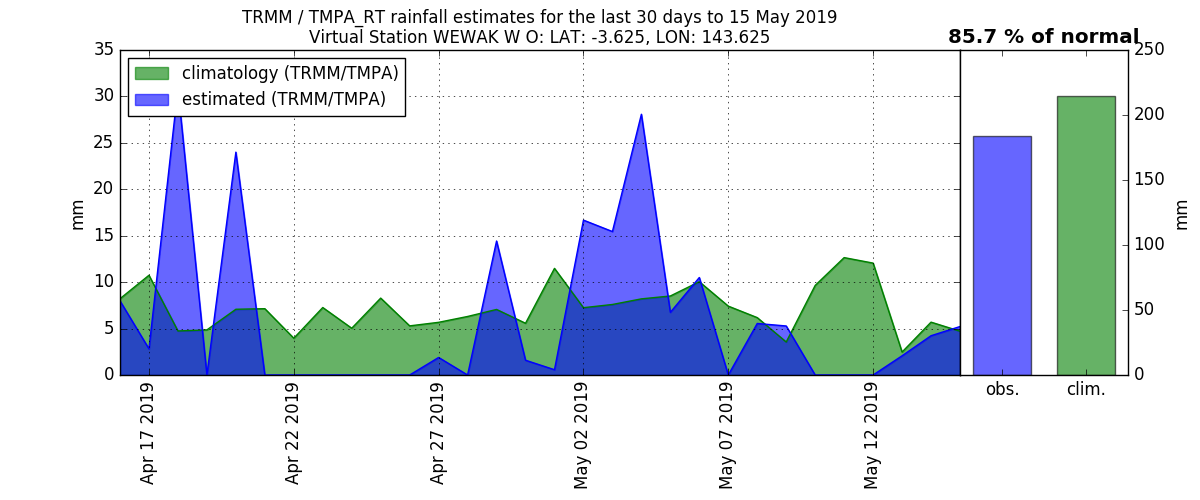 TRMM / TMPA_RT rainfall estimates for the last 30 days to 15 May 2019
Virtual Station WEWAK W O: LAT: -3.625, LON: 143.625
85.7 % of normal
climatology (TRMM/TMPA)
estimated (TRMM/TMPA)
mm
35
30
25
20
15
10
5
0
Apr 17 2019
Apr 22 2019
Apr 27 2019
May 02 2019
May 07 2019
May 12 2019
250
200
150
100
50
0
mm
obs.
clim.